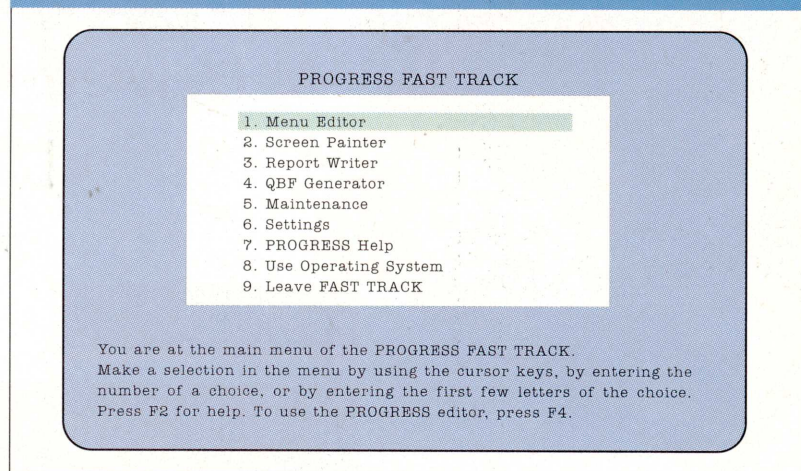 PROGRESS FAST TRACK
1. Menu Editor
2. Screen Painter
3. Report Writer
4. QBF Generator
5. Maintenance
6. Settings
7. PROGRESS Help
8. Use Operating System
9. Leave FAST TRACK
You are at the main menu of the PROGRESS FAST TRACK.
Make a selection in the menu by using the cursor keys, by entering the
number of a choice, or by entering the first few letters of the choice.
Press F2 for help. To use the PROGRESS editor, press F4.